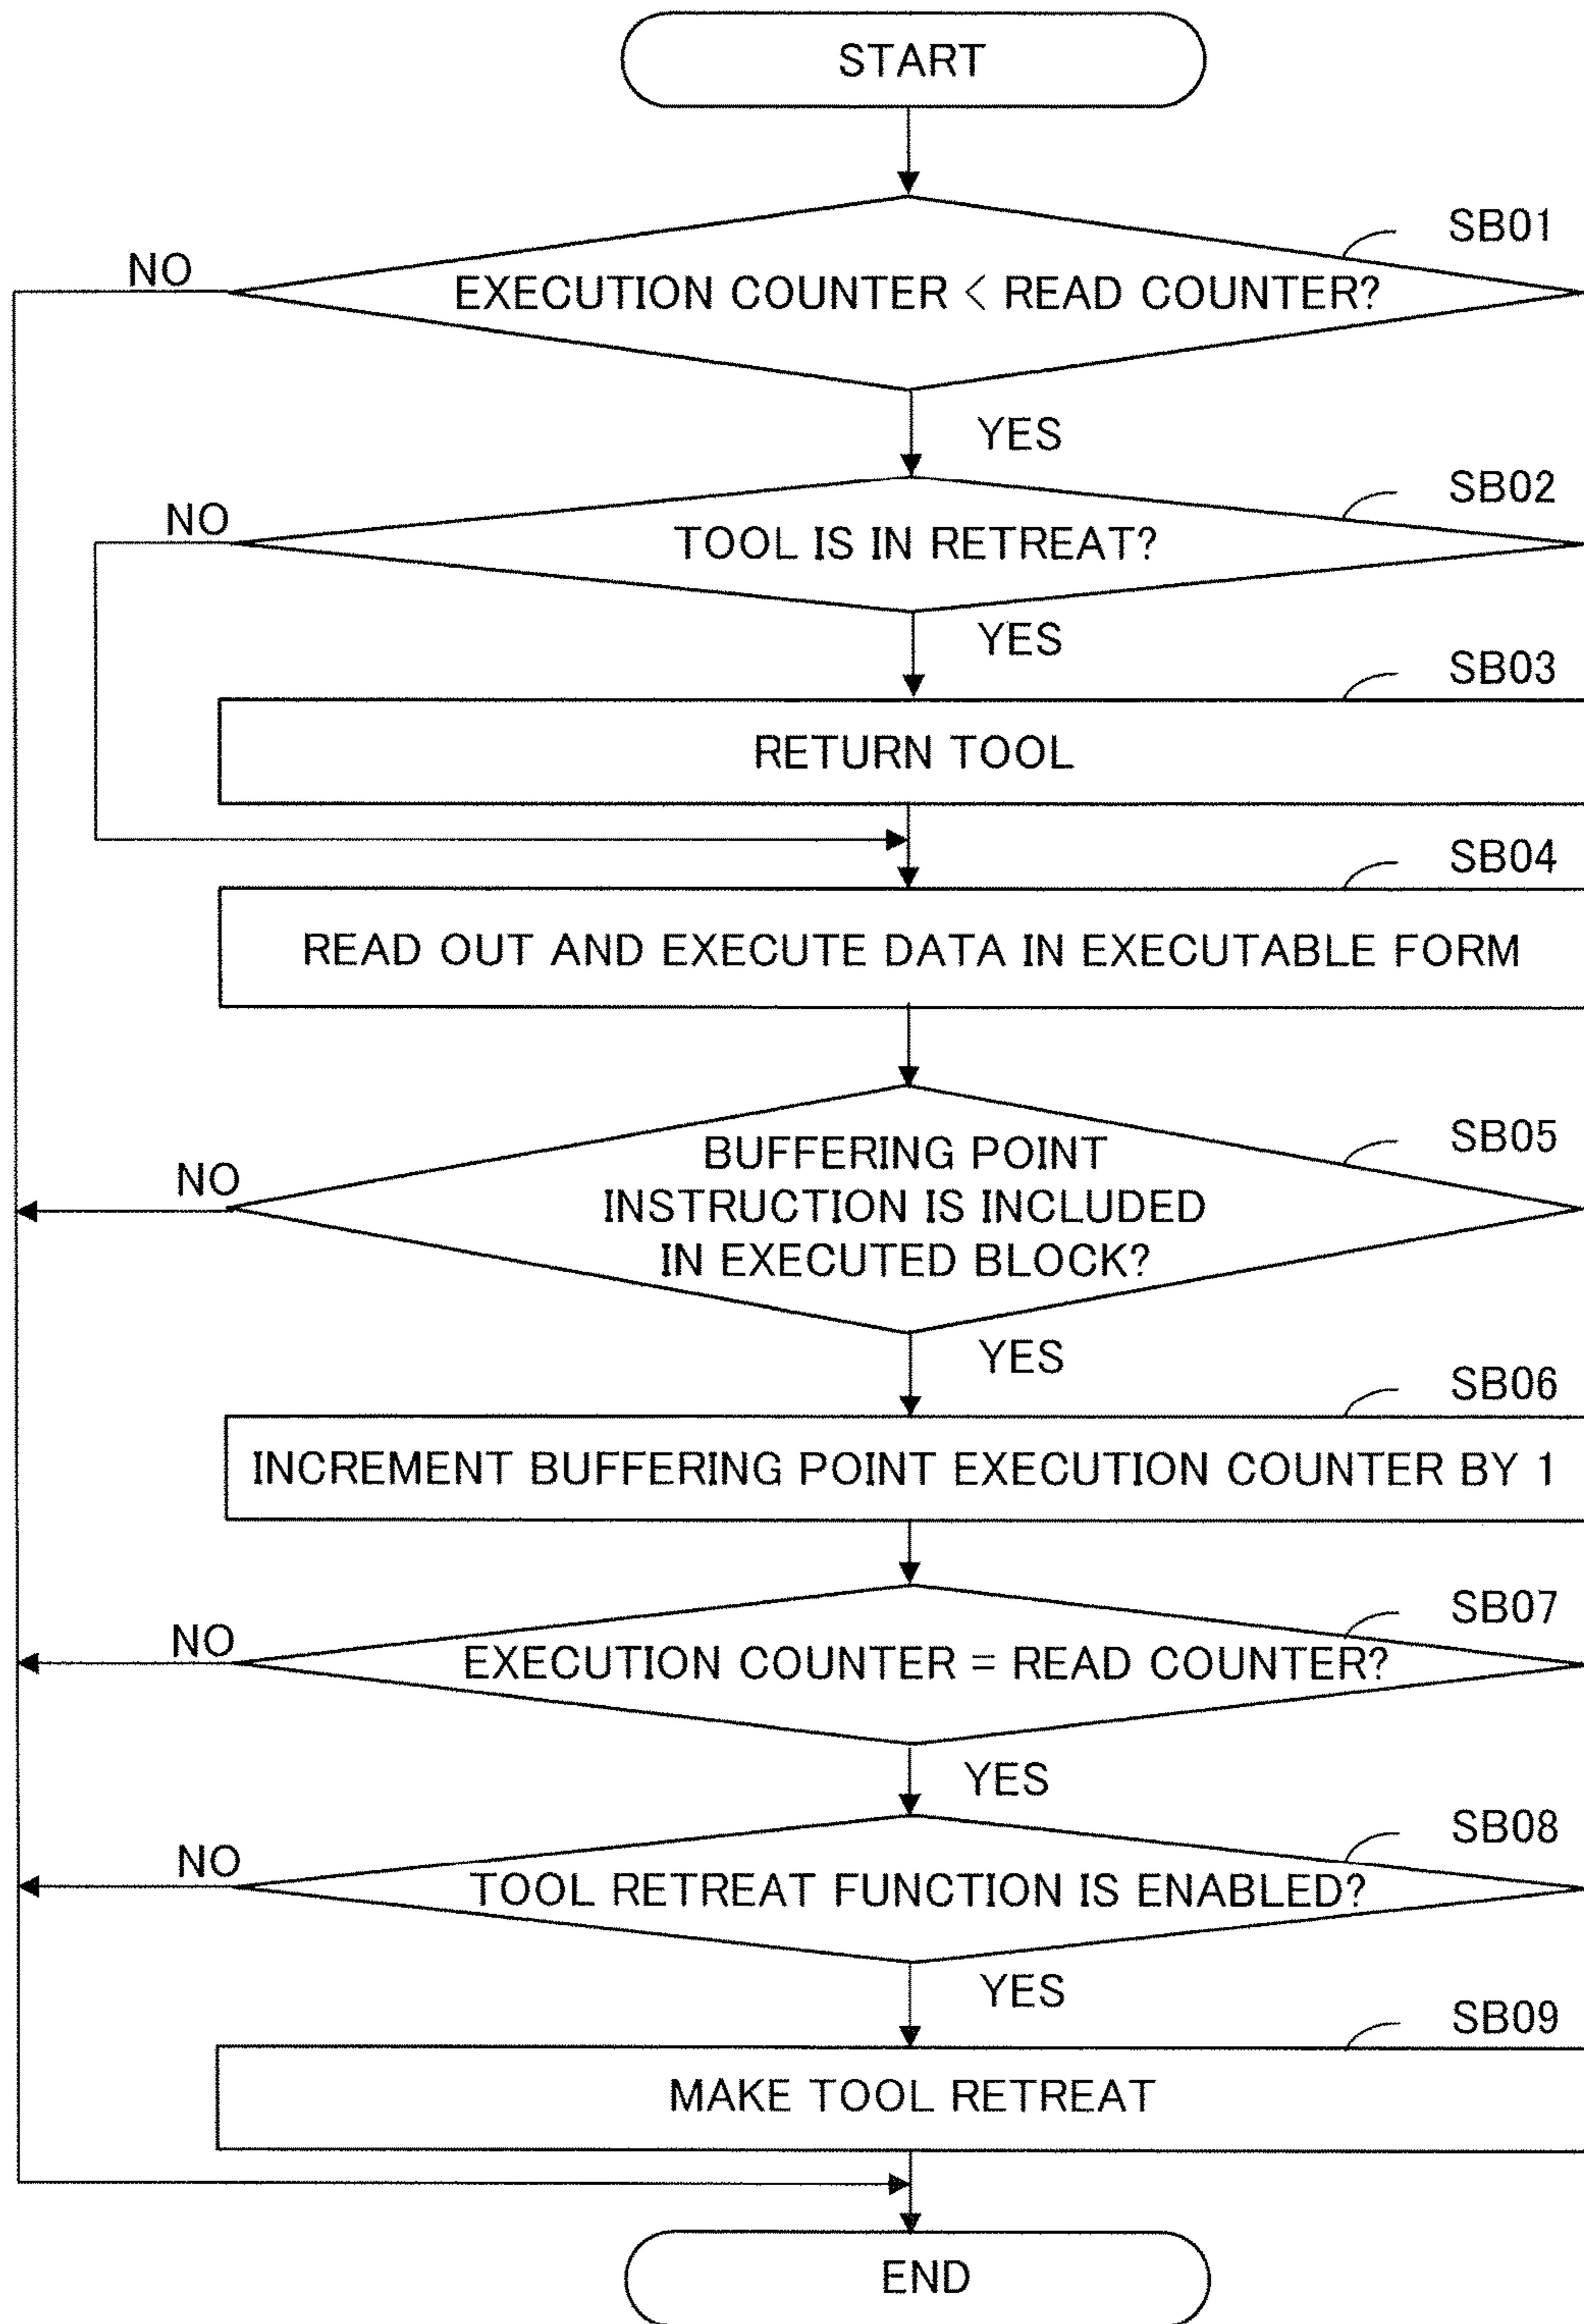 START
SB01
NO
EXECUTION COUNTER < READ COUNTER?
YES
SB02
NO
TOOL IS IN RETREAT?
YES
SB03
RETURN TOOL
SB04
READ OUT AND EXECUTE DATA IN EXECUTABLE FORM
SB05
NO
BUFFERING POINT
INSTRUCTION IS INCLUDED
IN EXECUTED BLOCK?
YES
SB06
INCREMENT BUFFERING POINT EXECUTION COUNTER BY 1
SB07
NO
EXECUTION COUNTER = READ COUNTER?
YES
SB08
NO
TOOL RETREAT FUNCTION IS ENABLED?
YES
SB09
MAKE TOOL RETREAT
END